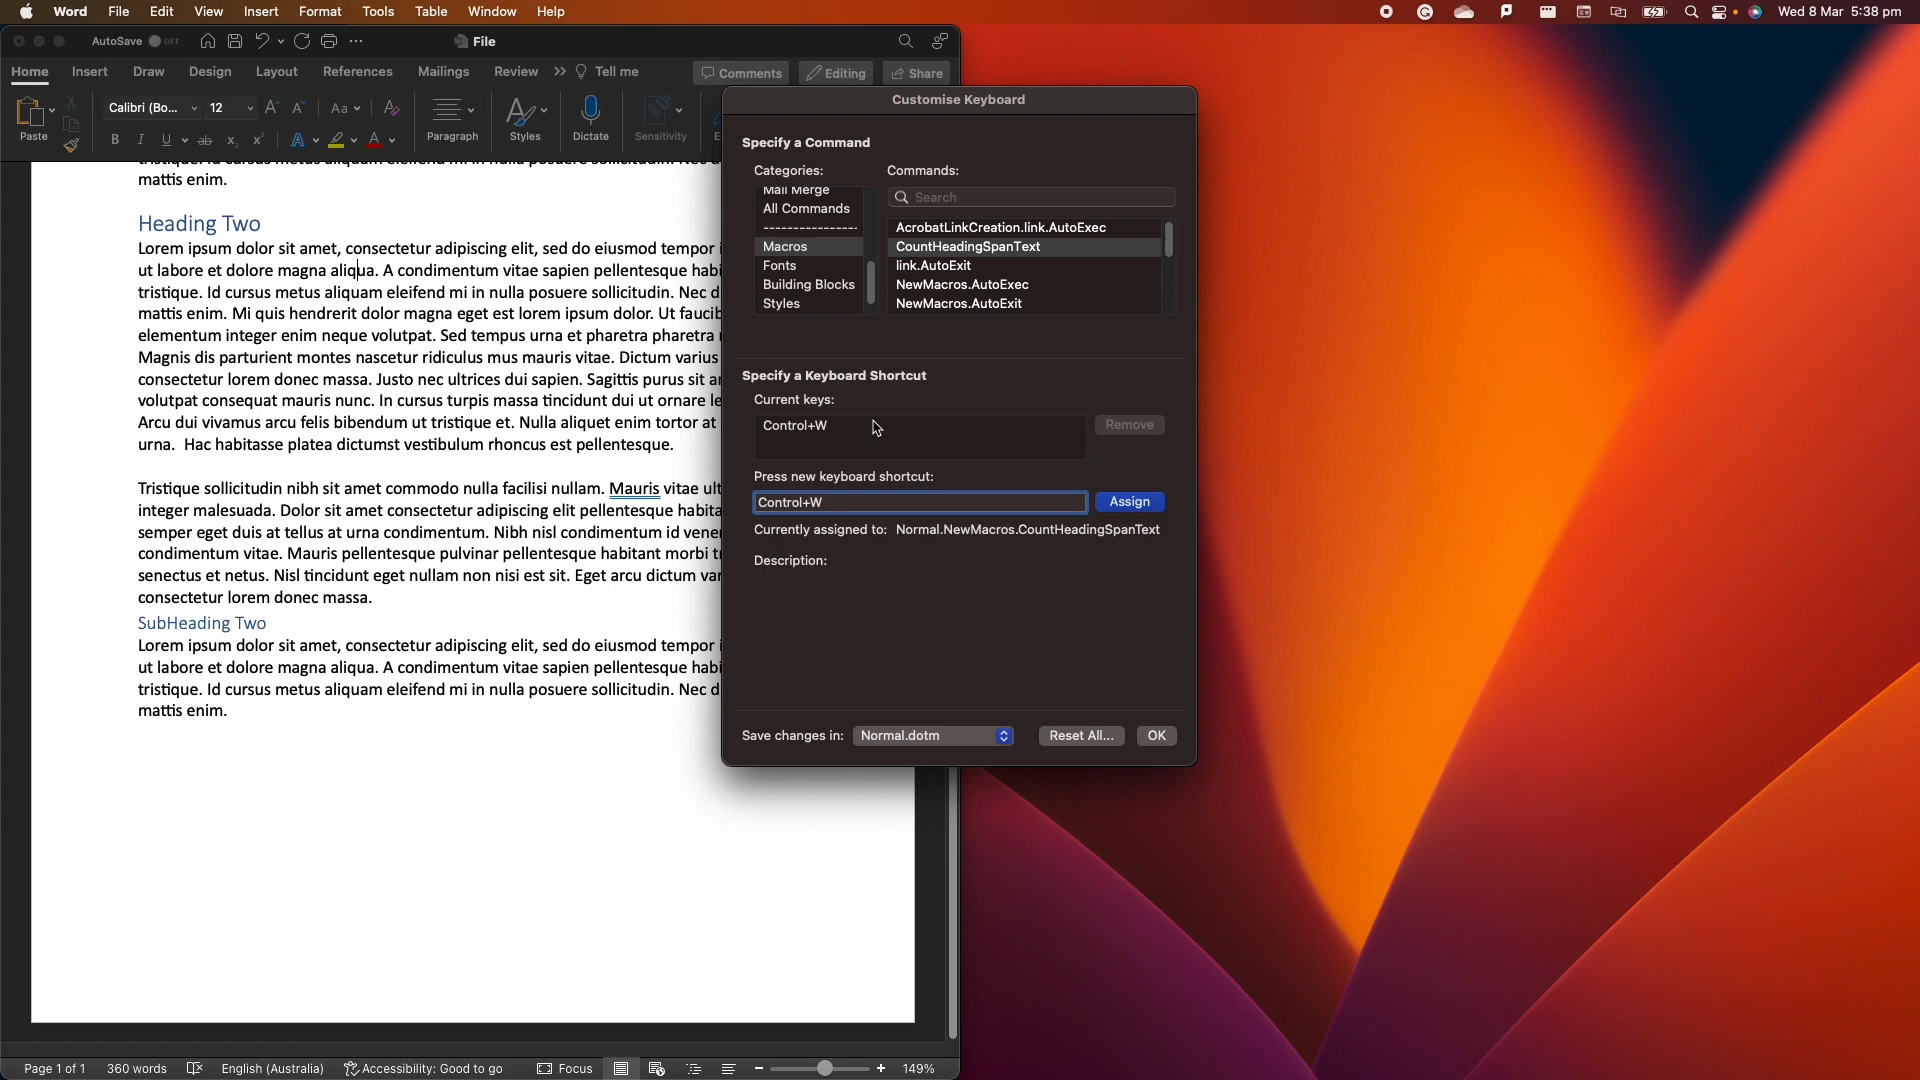 Word File Edit View Insert Format Tools Table Window Help Wed 8 Mar 5:38 pm
AutoSave OFF File
Home Insert Draw Design Layout References Mailings Review Tell me Comments Editing Share
Calibri (Bo... 12 Aa
Paste Paragraph Styles Dictate Sensitivity
mattis enim.
Heading Two
Lorem ipsum dolor sit amet, consectetur adipiscing elit, sed do eiusmod tempor i
ut labore et dolore magna aliqua. A condimentum vitae sapien pellentesque habi
tristique. Id cursus metus aliquam eleifend mi in nulla posuere sollicitudin. Nec d
mattis enim. Mi quis hendrerit dolor magna eget est lorem ipsum dolor. Ut faucib
elementum integer enim neque volutpat. Sed tempus urna et pharetra pharetra
Magnis dis parturient montes nascetur ridiculus mus mauris vitae. Dictum varius
consectetur lorem donec massa. Justo nec ultrices dui sapien. Sagittis purus sit a
volutpat consequat mauris nunc. In cursus turpis massa tincidunt dui ut ornare le
Arcu dui vivamus arcu felis bibendum ut tristique et. Nulla aliquet enim tortor at
urna. Hac habitasse platea dictumst vestibulum rhoncus est pellentesque.
Tristique sollicitudin nibh sit amet commodo nulla facilisi nullam. Mauris vitae ult
integer malesuada. Dolor sit amet consectetur adipiscing elit pellentesque habita
semper eget duis at tellus at urna condimentum. Nibh nisl condimentum id vene
condimentum vitae. Mauris pellentesque pulvinar pellentesque habitant morbi t
senectus et netus. Nisl tincidunt eget nullam non nisi est sit. Eget arcu dictum var
consectetur lorem donec massa.
SubHeading Two
Lorem ipsum dolor sit amet, consectetur adipiscing elit, sed do eiusmod tempor i
ut labore et dolore magna aliqua. A condimentum vitae sapien pellentesque habi
tristique. Id cursus metus aliquam eleifend mi in nulla posuere sollicitudin. Nec d
mattis enim.
Customise Keyboard
Specify a Command
Categories: Commands:
Mail Merge
All Commands
----------------
Macros
Fonts
Building Blocks
Styles
Search
AcrobatLinkCreation.link.AutoExec
CountHeadingSpanText
link.AutoExit
NewMacros.AutoExec
NewMacros.AutoExit
Specify a Keyboard Shortcut
Current keys:
Control+W Remove
Press new keyboard shortcut:
Control+W Assign
Currently assigned to: Normal.NewMacros.CountHeadingSpanText
Description:
Save changes in: Normal.dotm Reset All... OK
Page 1 of 1 360 words English (Australia) Accessibility: Good to go Focus 149%